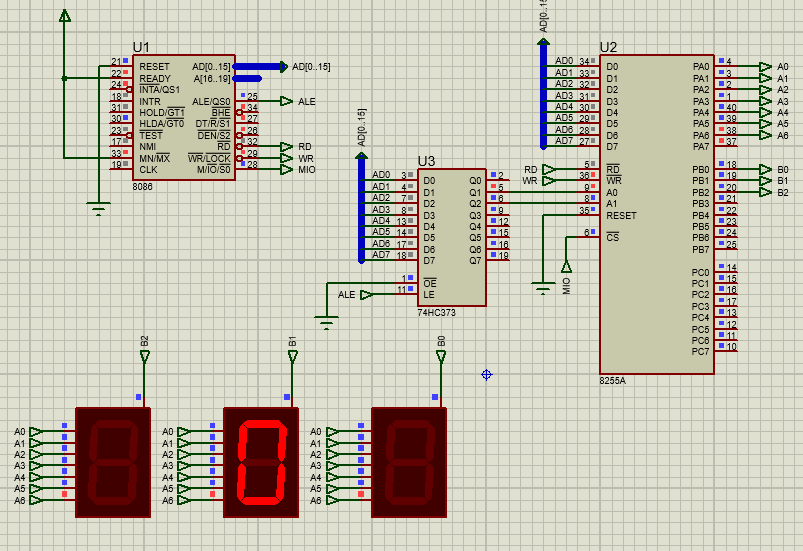 U1
21 RESET AD[0..15] AD[0..15]
22 READY A[16..19]
24 INTA/QS1
18 INTR ALE/QS0 25 ALE
31 HOLD/GT1 BHE 34
30 HLDA/GT0 DT/R/S1 27
23 TEST DEN/S2 26
17 NMI RD 32 RD
33 MN/MX WR/LOCK 29 WR
19 CLK M/IO/S0 28 MIO
8086
AD[0..15]
U3
AD0 3 D0 Q0 2
AD1 4 D1 Q1 5
AD2 7 D2 Q2 6
AD3 8 D3 Q3 9
AD4 13 D4 Q4 12
AD5 14 D5 Q5 15
AD6 17 D6 Q6 16
AD7 18 D7 Q7 19
1 OE
ALE 11 LE
74HC373
AD[0..15]
U2
AD0 34 D0 PA0 4 A0
AD1 33 D1 PA1 3 A1
AD2 32 D2 PA2 2 A2
AD3 31 D3 PA3 1 A3
AD4 30 D4 PA4 40 A4
AD5 29 D5 PA5 39 A5
AD6 28 D6 PA6 38 A6
AD7 27 D7 PA7 37
RD 5 RD PB0 18 B0
WR 36 WR PB1 19 B1
9 A0 PB2 20 B2
8 A1 PB3 21
35 RESET PB4 22
PB5 23
6 CS PB6 24
PB7 25
MIO
PC0 14
PC1 15
PC2 16
PC3 17
PC4 13
PC5 12
PC6 11
PC7 10
8255A
B2
B1
B0
A0
A1
A2
A3
A4
A5
A6
A0
A1
A2
A3
A4
A5
A6
0
A0
A1
A2
A3
A4
A5
A6